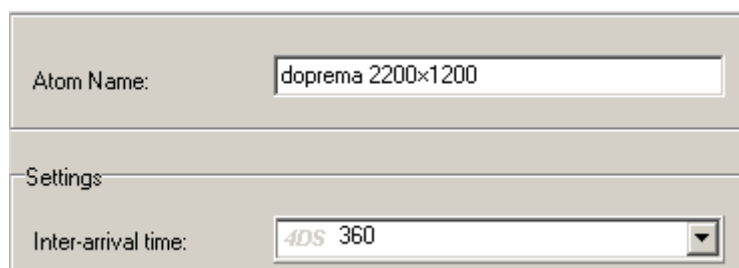 Atom Name: doprema 2200×1200
Settings
Inter-arrival time: 4DS 360